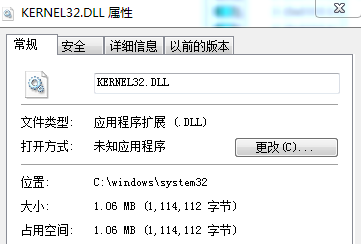 KERNEL32.DLL 属性
常规 安全 详细信息 以前的版本
KERNEL32.DLL
文件类型: 应用程序扩展 (.DLL)
打开方式: 未知应用程序 更改(C)...
位置: C:\windows\system32
大小: 1.06 MB (1,114,112 字节)
占用空间: 1.06 MB (1,114,112 字节)